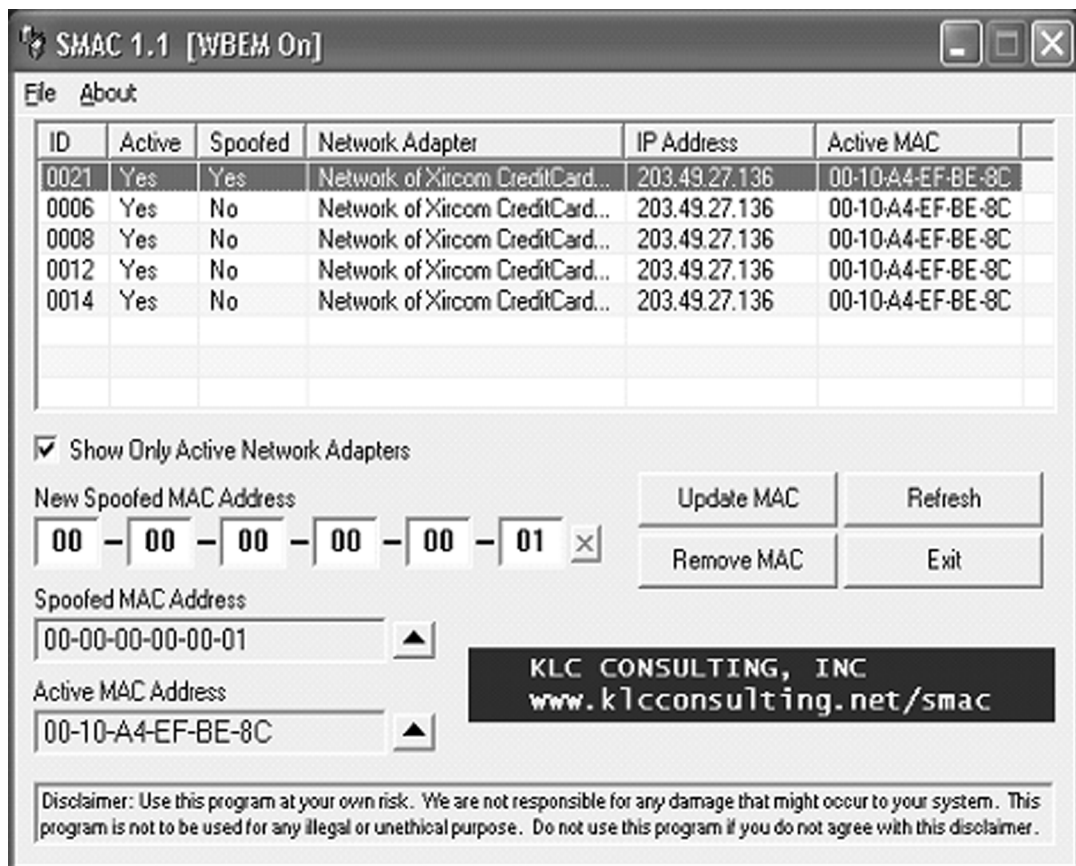 SMAC 1.1 [WBEM On]
File About
ID Active Spoofed Network Adapter IP Address Active MAC
0021 Yes Yes Network of Xircom CreditCard... 203.49.27.136 00-10-A4-EF-BE-8C
0006 Yes No Network of Xircom CreditCard... 203.49.27.136 00-10-A4-EF-BE-8C
0008 Yes No Network of Xircom CreditCard... 203.49.27.136 00-10-A4-EF-BE-8C
0012 Yes No Network of Xircom CreditCard... 203.49.27.136 00-10-A4-EF-BE-8C
0014 Yes No Network of Xircom CreditCard... 203.49.27.136 00-10-A4-EF-BE-8C
Show Only Active Network Adapters
New Spoofed MAC Address
00 - 00 - 00 - 00 - 00 - 01 X
Update MAC Refresh
Remove MAC Exit
Spoofed MAC Address
00-00-00-00-00-01
Active MAC Address
00-10-A4-EF-BE-8C
KLC CONSULTING, INC
www.klcconsulting.net/smac
Disclaimer: Use this program at your own risk. We are not responsible for any damage that might occur to your system. This
program is not to be used for any illegal or unethical purpose. Do not use this program if you do not agree with this disclaimer.